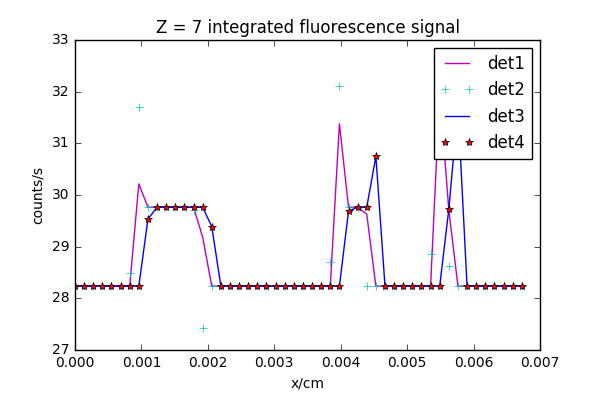 Z = 7 integrated fluorescence signal
33
32
31
30
29
28
27
counts/s
det1
det2
det3
det4
0.000 0.001 0.002 0.003 0.004 0.005 0.006 0.007
x/cm